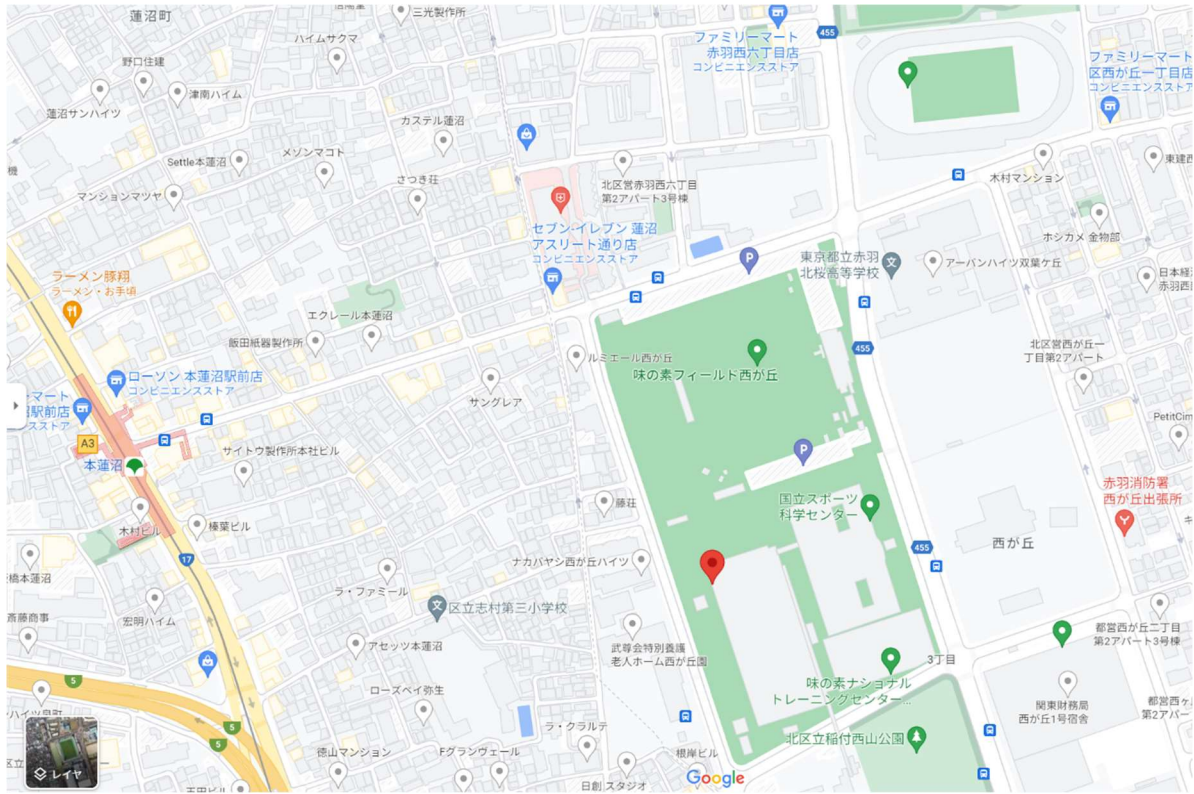 蓮沼町
三光製作所
ハイムサクマ
ファミリーマート
赤羽西六丁目店
コンビニエンスストア
455
ファミリーマート
区西が丘一丁目店
コンビニエンスストア
野口住建
津南ハイム
蓮沼サンハイツ
カステル蓮沼
機
Settle本蓮沼
メゾンマコト
マンションマツヤ
さつき荘
北区営赤羽西六丁目
第2アパート3号棟
木村マンション
東建西
セブン-イレブン 蓮沼
アスリート通り店
コンビニエンスストア
P
東京都立赤羽
北桜高等学校
文
アーバンハイツ双葉ケ丘
ホシカメ 金物部
日本経
赤羽西
ラーメン豚翔
ラーメン・お手頃
エクレール本蓮沼
飯田紙器製作所
ルミエール西が丘
味の素フィールド西が丘
455
北区営西が丘一
丁目第2アパート
ローソン 本蓮沼駅前店
コンビニエンスストア
ーマート
駅前店
スストア
サングレア
PetitCim
A3
本蓮沼
サイトウ製作所本社ビル
P
国立スポーツ
科学センター
赤羽消防署
西が丘出張所
藤荘
木村ビル
榛葉ビル
西が丘
455
17
橋本蓮沼
ナカバヤシ西が丘ハイツ
ラ・ファミール
斎藤商事
宏明ハイム
文
区立志村第三小学校
アセッツ本蓮沼
武尊会特別養護
老人ホーム西が丘園
都営西が丘二丁目
第2アパート3号棟
3丁目
5
味の素ナショナル
トレーニングセンター...
関東財務局
西が丘1号宿舎
都営西ヶ
第2アパー
ローズベイ弥生
5
5
ラ・クラルテ
北区立稲付西山公園
徳山マンション
Fグランヴェール
根岸ビル
日創 スタジオ
レイヤ
Google